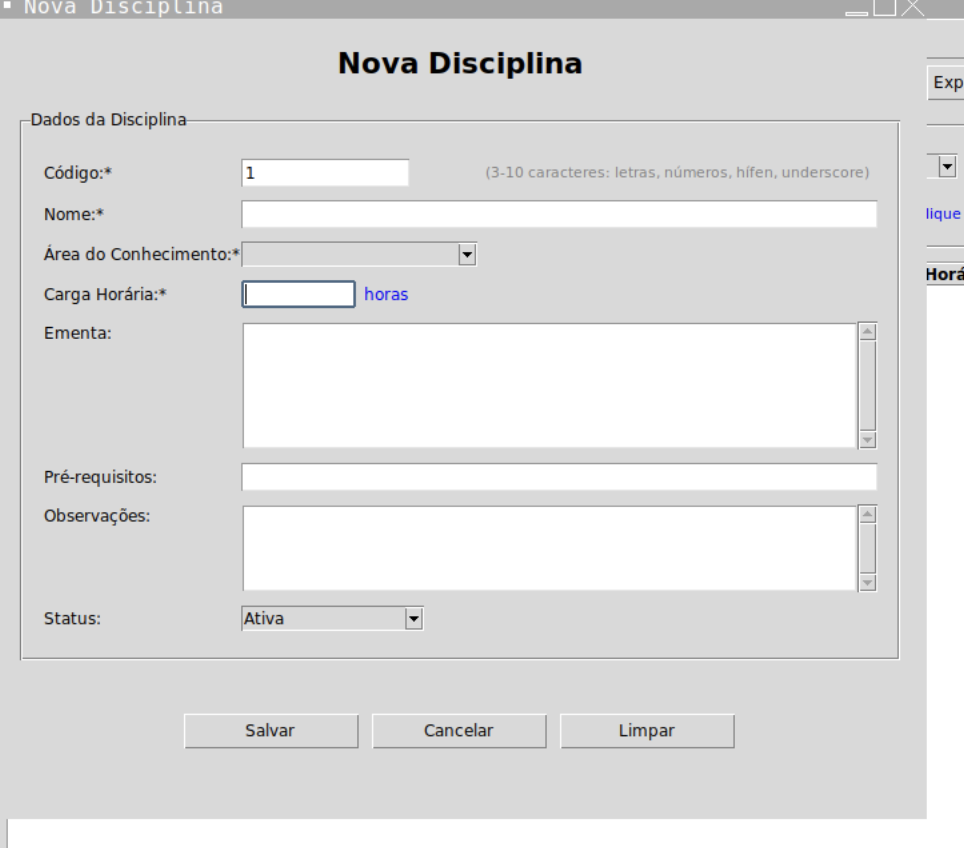 Nova Disciplina
Nova Disciplina
Exp
Dados da Disciplina
Código:* 1 (3-10 caracteres: letras, números, hífen, underscore)
Nome:*
lique
Área do Conhecimento:*
Horá
Carga Horária:* horas
Ementa:
Pré-requisitos:
Observações:
Status: Ativa
Salvar Cancelar Limpar